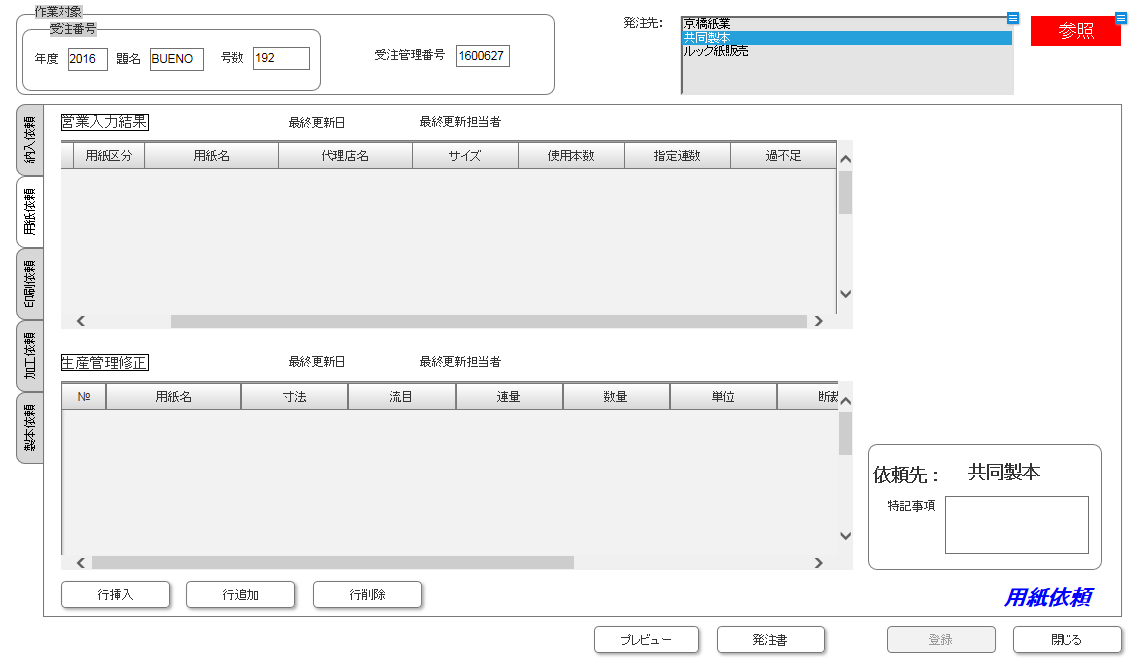 作業対象
受注番号
年度 2016 題名 BUENO 号数 192
受注管理番号 1600627
発注先:
京橋紙業
共同製本
ルック紙販売
参照
納入依頼
用紙依頼
印刷依頼
加工依頼
製本依頼
営業入力結果 最終更新日 最終更新担当者
用紙区分 用紙名 代理店名 サイズ 使用本数 指定連数 過不足
生産管理修正 最終更新日 最終更新担当者
№ 用紙名 寸法 流目 連量 数量 単位 断裁
依頼先: 共同製本
特記事項
行挿入 行追加 行削除
用紙依頼
プレビュー 発注書 登録 閉じる